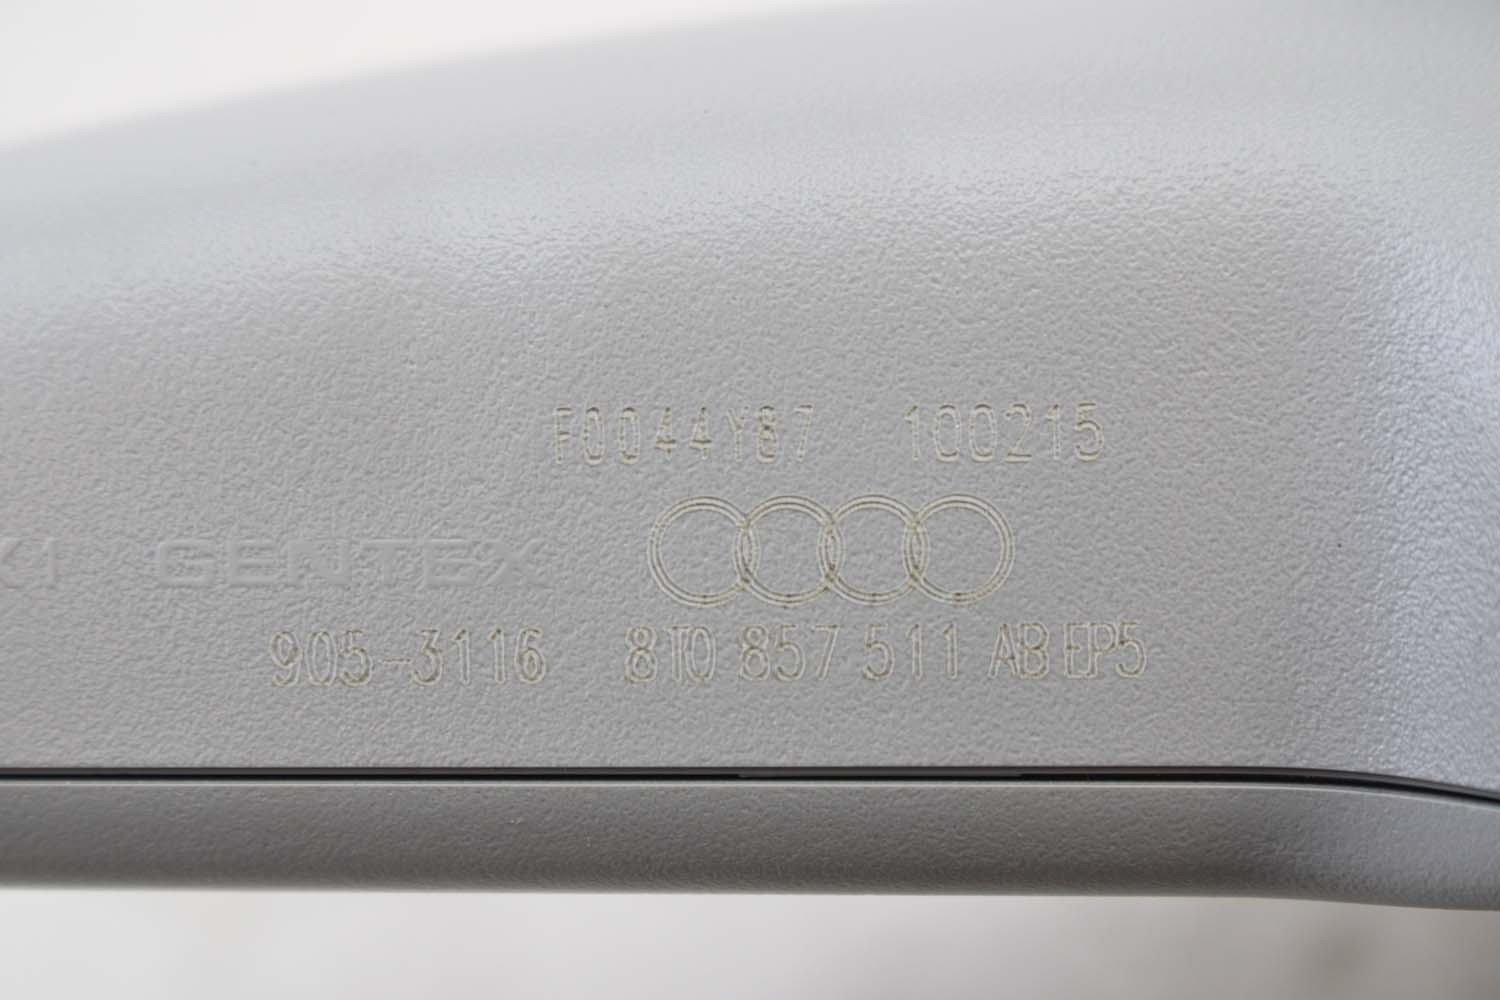 F0044Y87 100215
GENTEX
905-3116 8T0 857 511 AB EP5